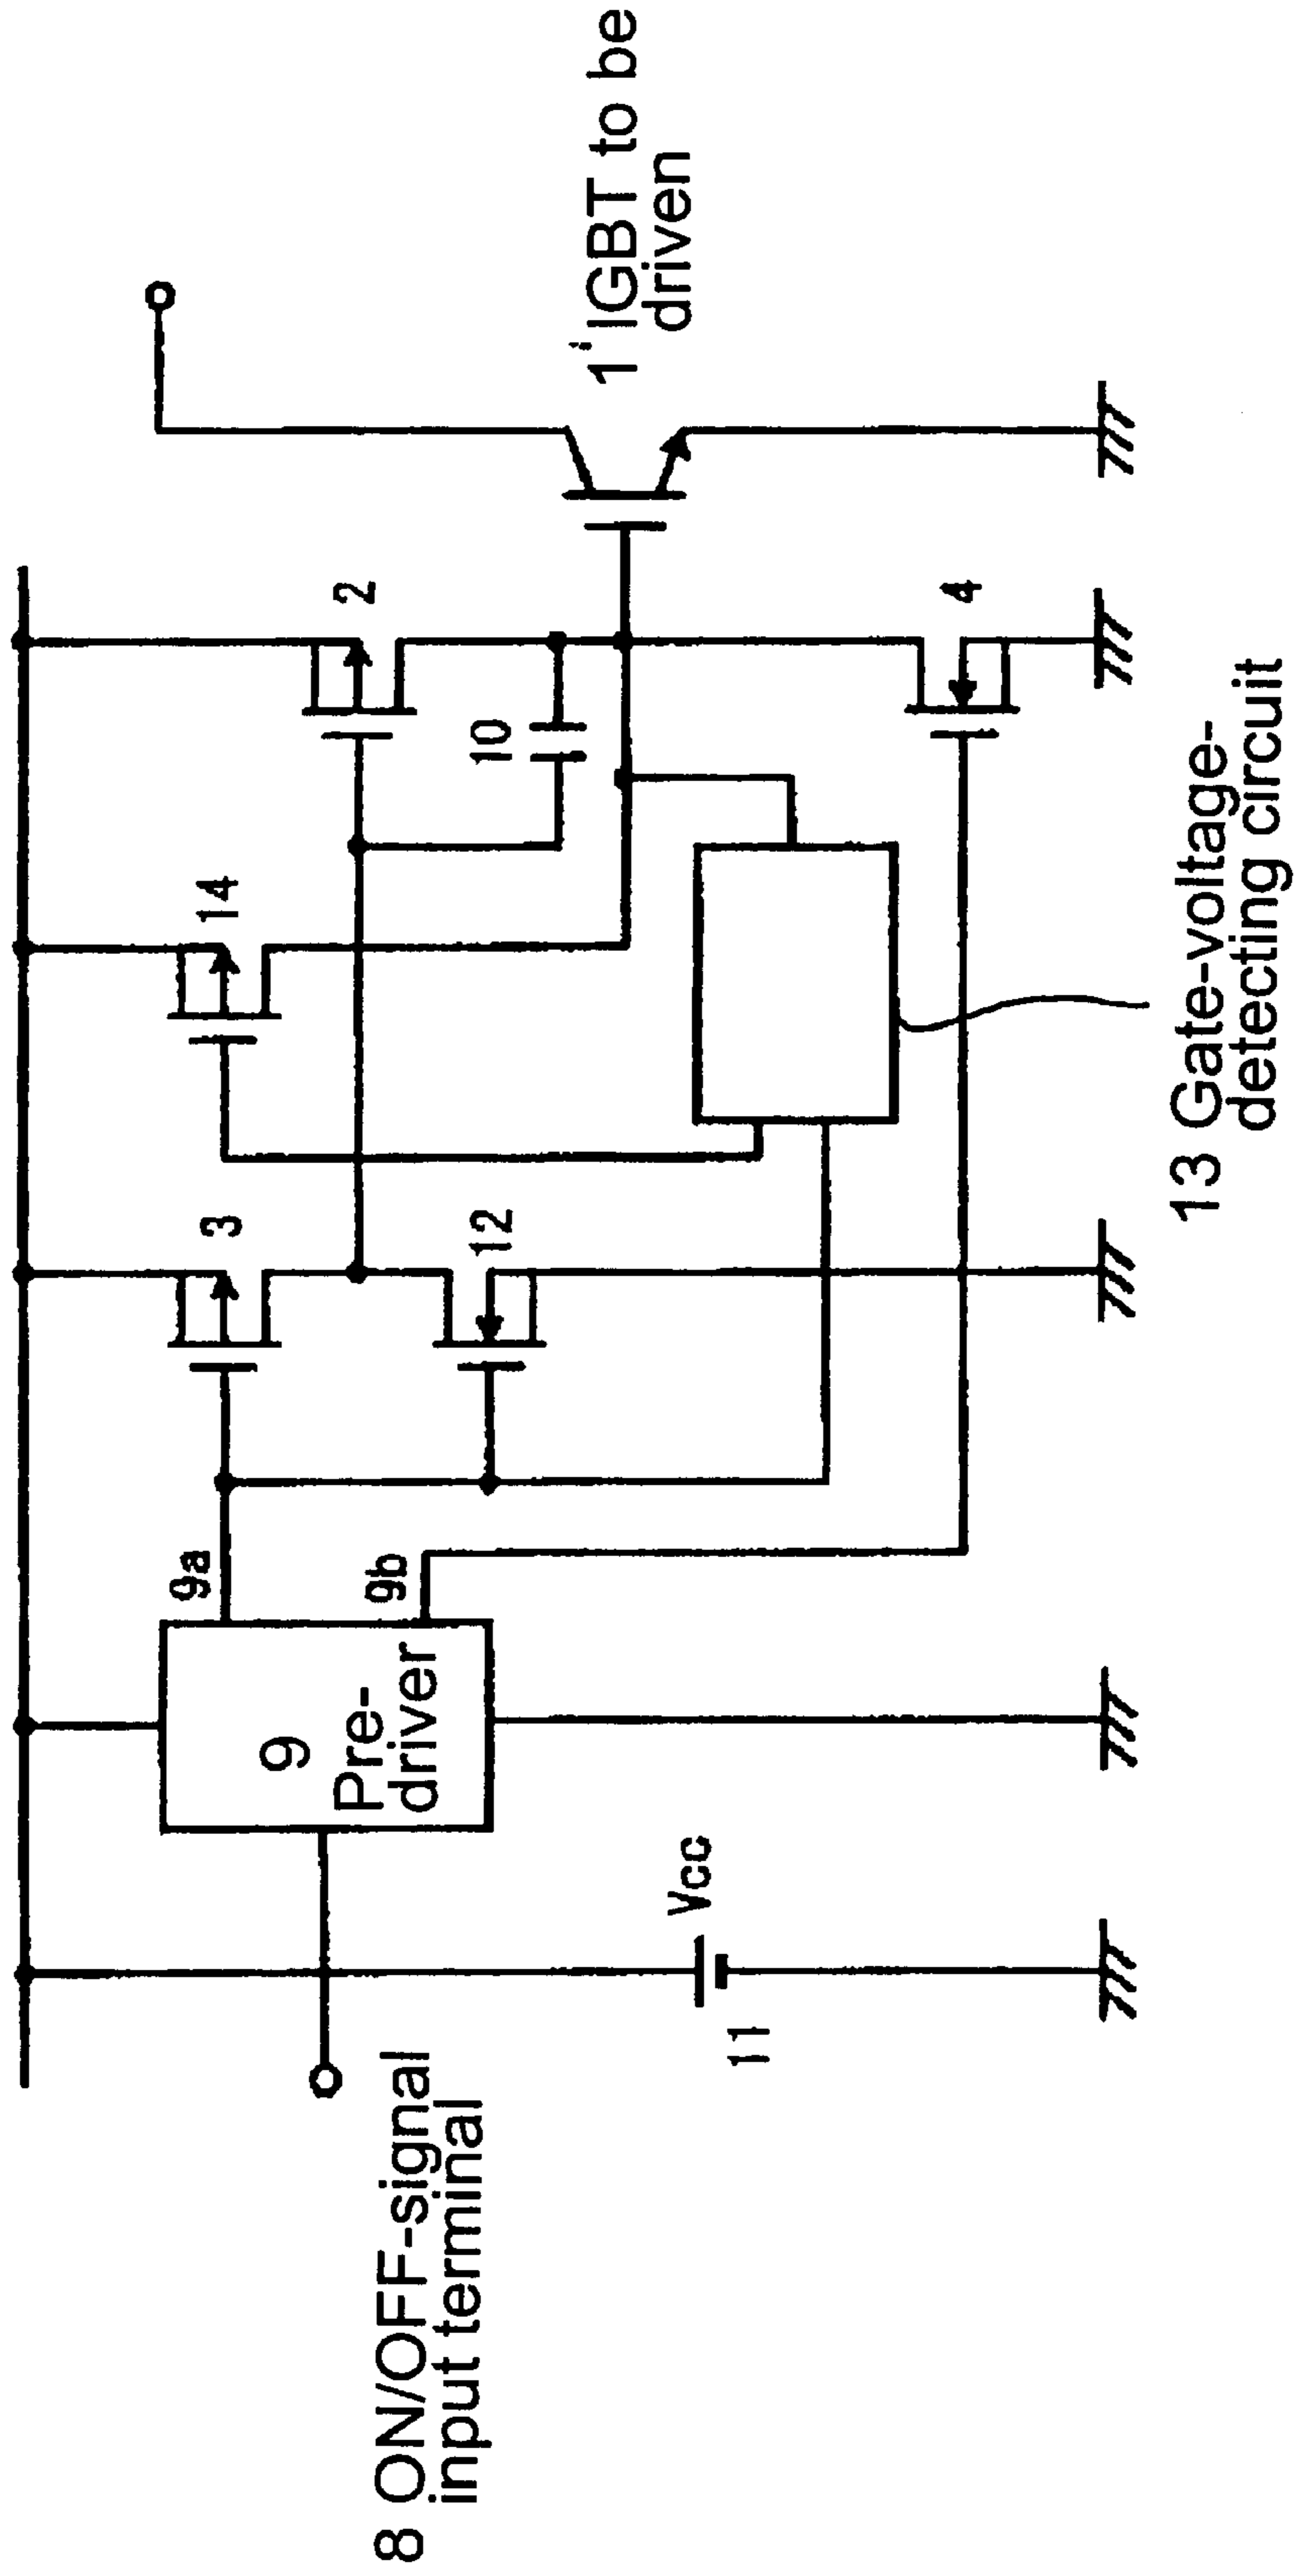 8 ON/OFF-signal
input terminal
11
Vcc
9
Pre-
driver
9a
9b
3
12
14
10
2
4
1 IGBT to be
driven
13 Gate-voltage-
detecting circuit